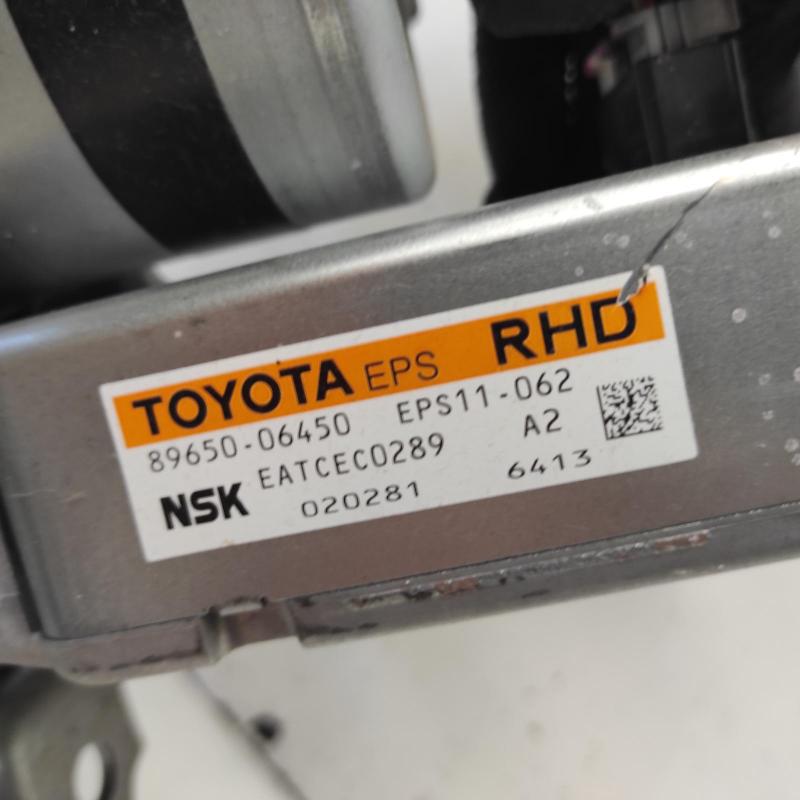 TOYOTA EPS RHD
89650-06450 EPS11-062
EATCEC0289 A2
NSK 020281 6413